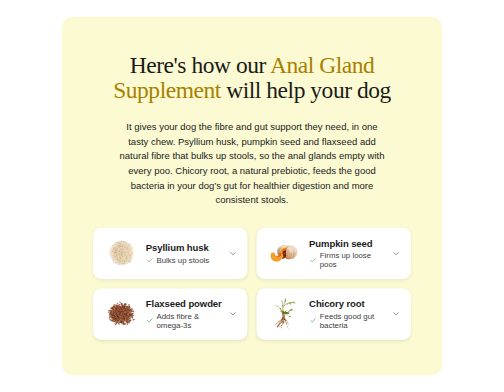 Here's how our Anal Gland
Supplement will help your dog
It gives your dog the fibre and gut support they need, in one
tasty chew. Psyllium husk, pumpkin seed and flaxseed add
natural fibre that bulks up stools, so the anal glands empty with
every poo. Chicory root, a natural prebiotic, feeds the good
bacteria in your dog's gut for healthier digestion and more
consistent stools.
Psyllium husk
Bulks up stools
Pumpkin seed
Firms up loose
poos
Flaxseed powder
Adds fibre &
omega-3s
Chicory root
Feeds good gut
bacteria